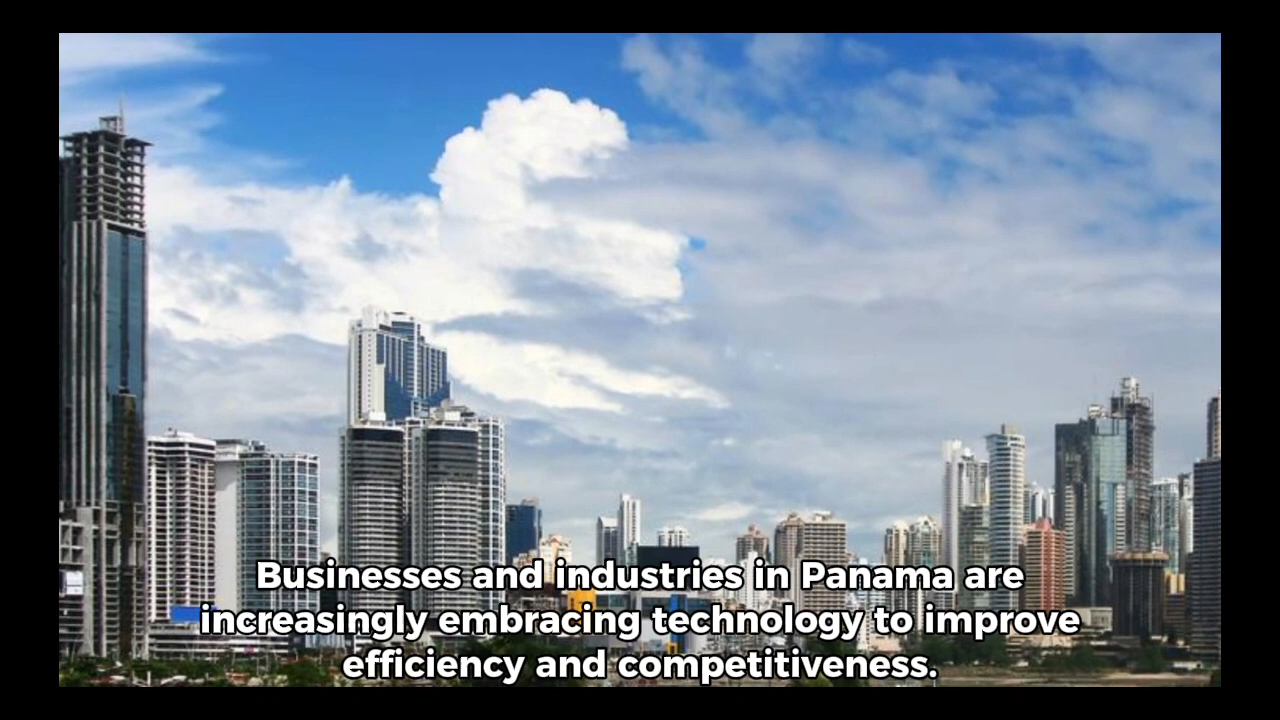 Businesses and industries in Panama are
increasingly embracing technology to improve
efficiency and competitiveness.